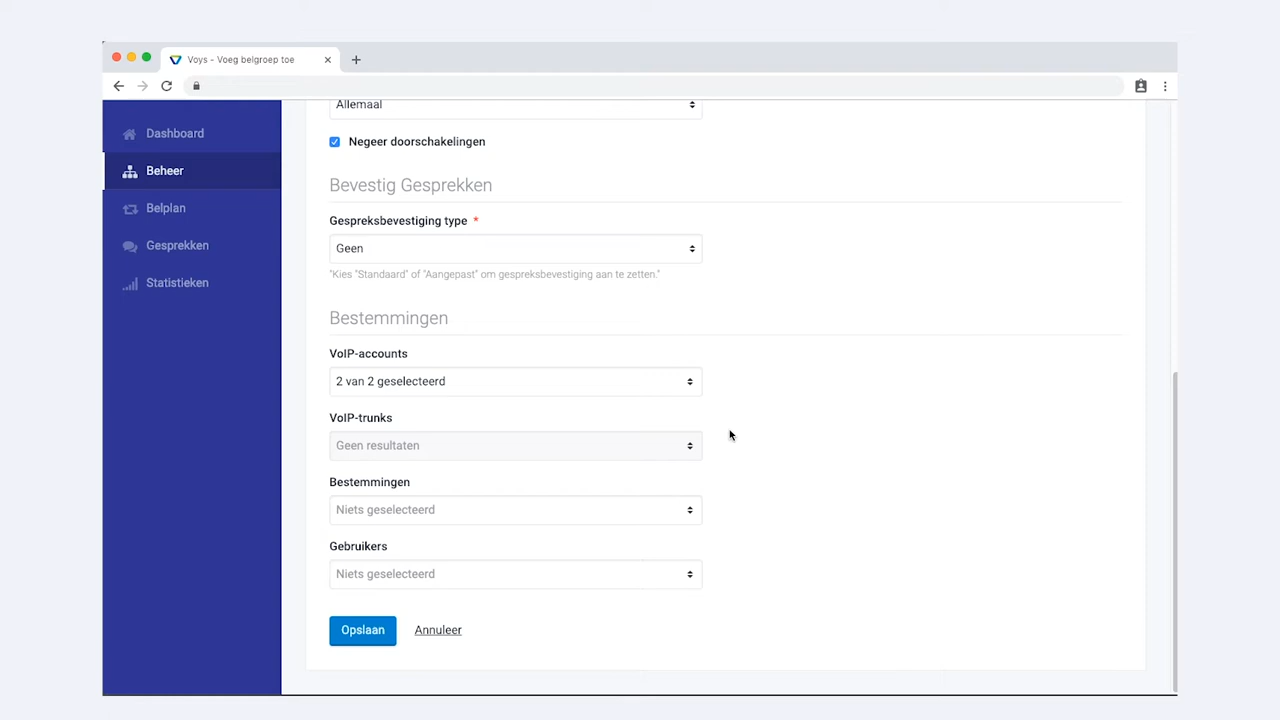 Voys - Voeg belgroep toe
Dashboard
Beheer
Belplan
Gesprekken
Statistieken
Allemaal
Negeer doorschakelingen
Bevestig Gesprekken
Gespreksbevestiging type *
Geen
"Kies "Standaard" of "Aangepast" om gespreksbevestiging aan te zetten."
Bestemmingen
VoIP-accounts
2 van 2 geselecteerd
VoIP-trunks
Geen resultaten
Bestemmingen
Niets geselecteerd
Gebruikers
Niets geselecteerd
Opslaan Annuleer